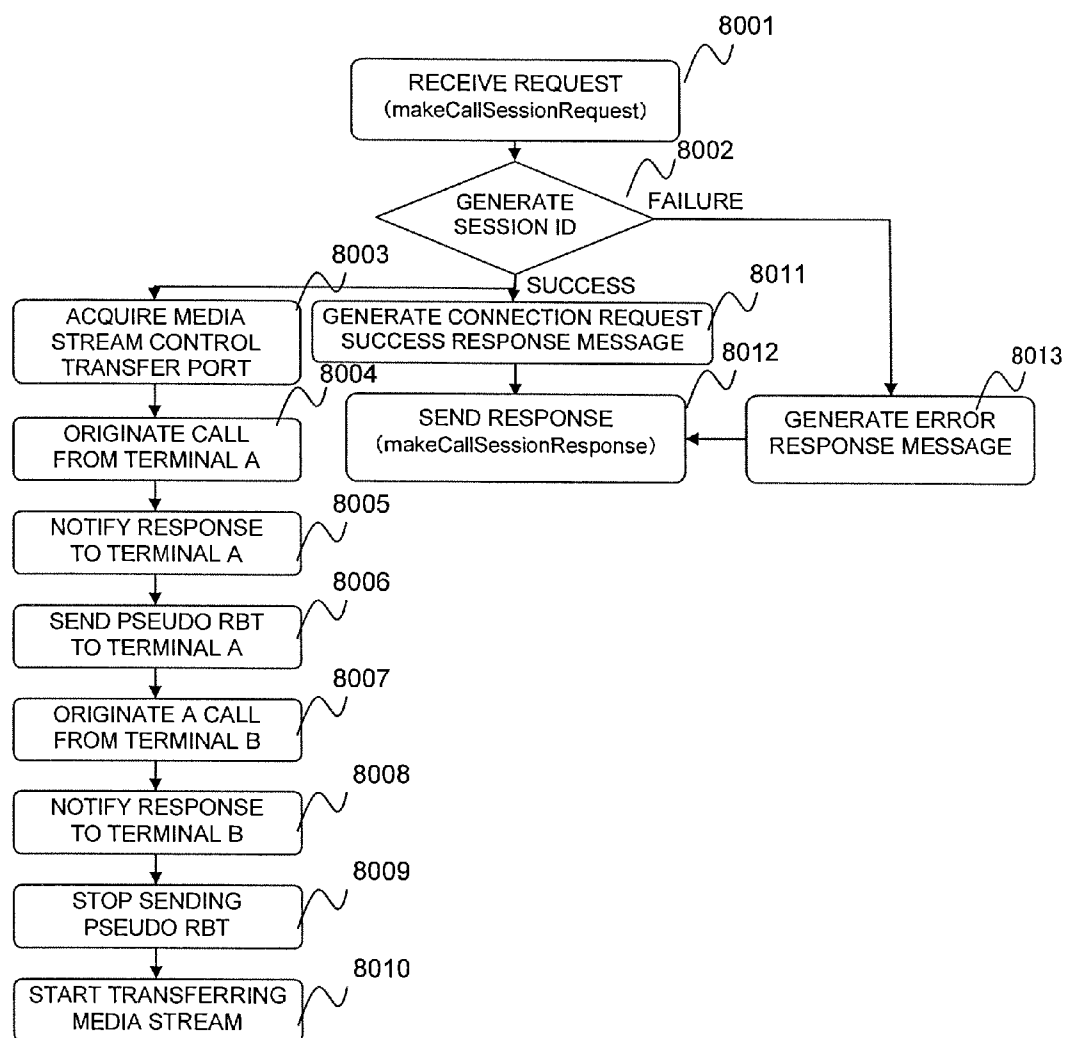 8001
RECEIVE REQUEST
(makeCallSessionRequest)
8002
GENERATE
SESSION ID
FAILURE
SUCCESS
8003
ACQUIRE MEDIA
STREAM CONTROL
TRANSFER PORT
8011
GENERATE CONNECTION REQUEST
SUCCESS RESPONSE MESSAGE
8012
SEND RESPONSE
(makeCallSessionResponse)
8013
GENERATE ERROR
RESPONSE MESSAGE
8004
ORIGINATE CALL
FROM TERMINAL A
8005
NOTIFY RESPONSE
TO TERMINAL A
8006
SEND PSEUDO RBT
TO TERMINAL A
8007
ORIGINATE A CALL
FROM TERMINAL B
8008
NOTIFY RESPONSE
TO TERMINAL B
8009
STOP SENDING
PSEUDO RBT
8010
START TRANSFERRING
MEDIA STREAM